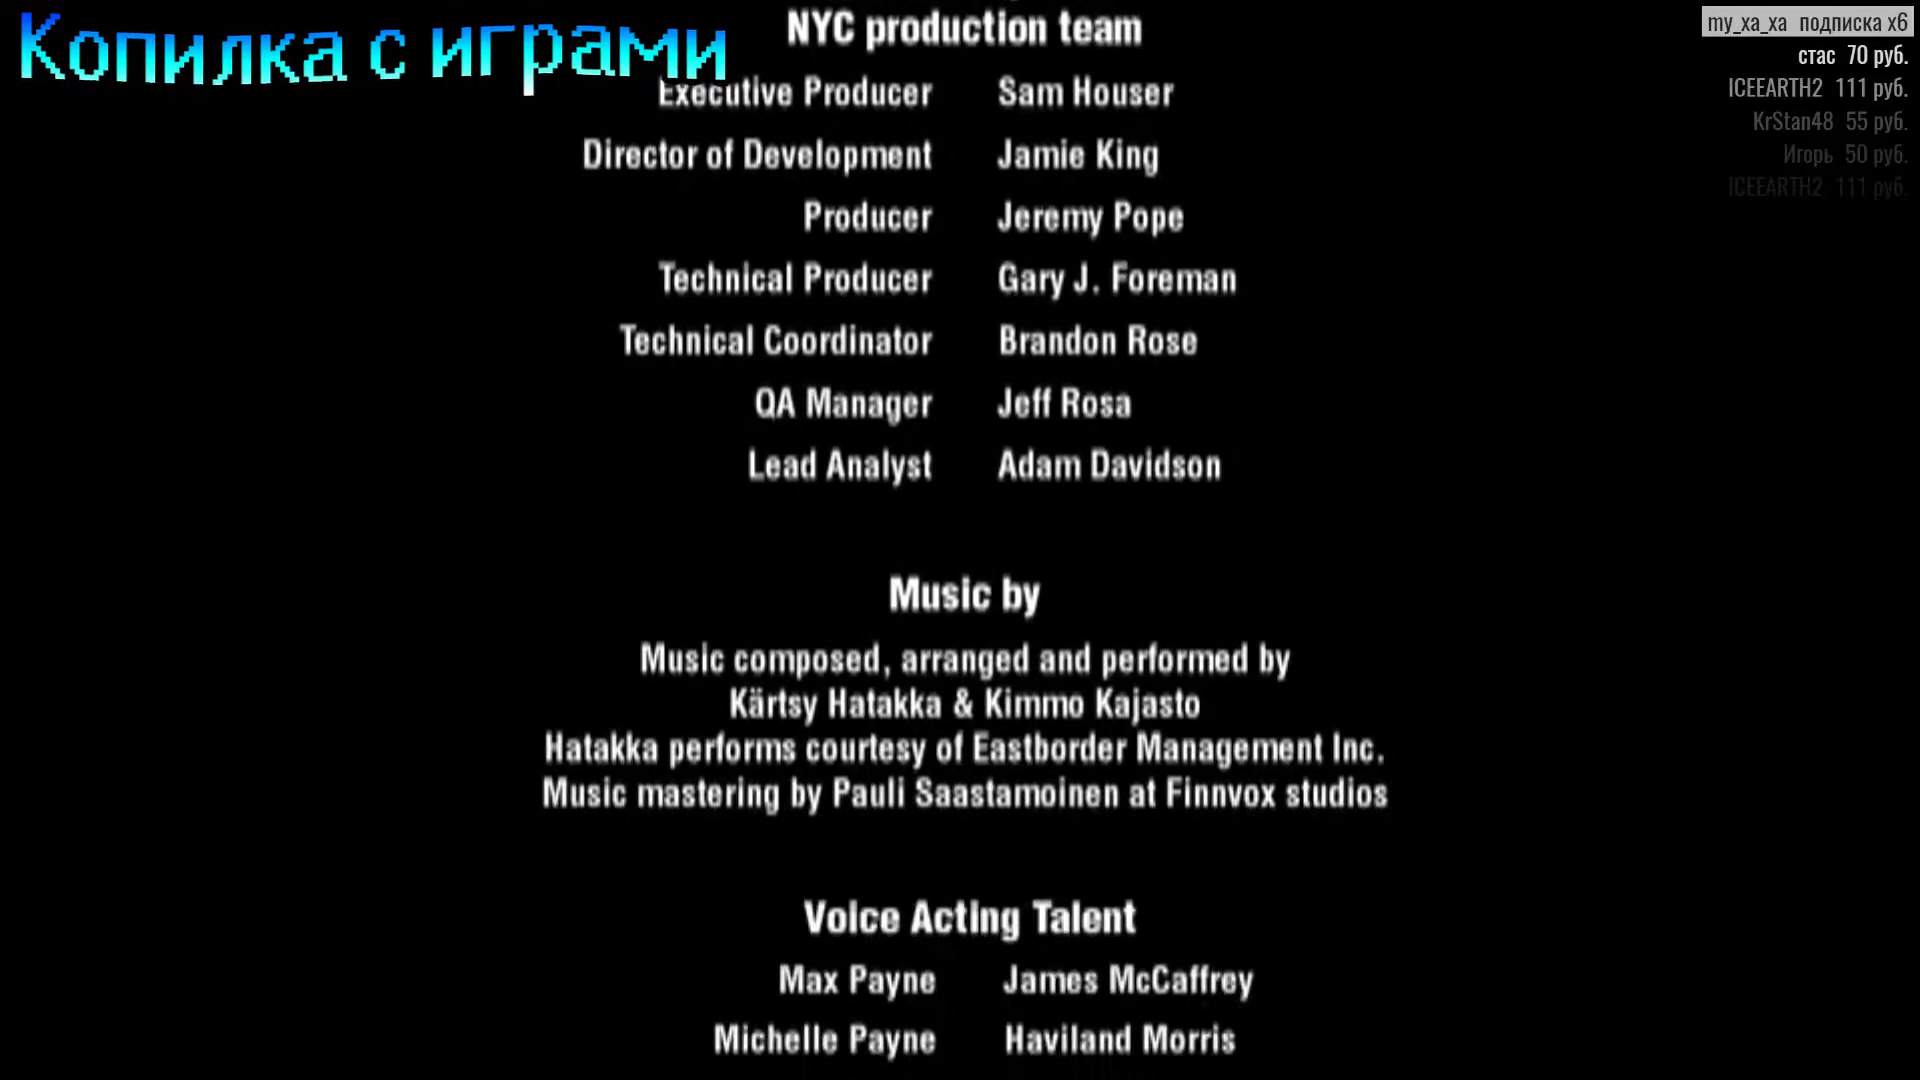 Копилка с играми
my_xa_xa подписка x6
стас 70 руб.
ICEEARTH2 111 руб.
KrStan48 55 руб.
Игорь 50 руб.
ICEEARTH2 111 руб.
NYC production team
Executive Producer Sam Houser
Director of Development Jamie King
Producer Jeremy Pope
Technical Producer Gary J. Foreman
Technical Coordinator Brandon Rose
QA Manager Jeff Rosa
Lead Analyst Adam Davidson
Music by
Music composed, arranged and performed by
Kärtsy Hatakka & Kimmo Kajasto
Hatakka performs courtesy of Eastborder Management Inc.
Music mastering by Pauli Saastamoinen at Finnvox studios
Voice Acting Talent
Max Payne James McCaffrey
Michelle Payne Haviland Morris